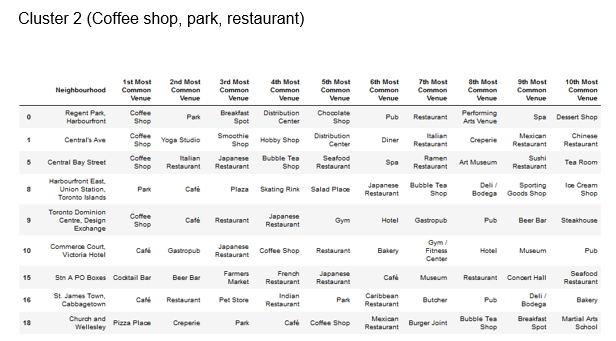 Cluster 2 (Coffee shop, park, restaurant)
Neighbourhood 1st Most Common Venue 2nd Most Common Venue 3rd Most Common Venue 4th Most Common Venue 5th Most Common Venue 6th Most Common Venue 7th Most Common Venue 8th Most Common Venue 9th Most Common Venue 10th Most Common Venue
0 Regent Park, Harbourfront Coffee Shop Park Breakfast Spot Distribution Center Chocolate Shop Pub Restaurant Performing Arts Venue Spa Dessert Shop
1 Central's Ave Coffee Shop Yoga Studio Smoothie Shop Hobby Shop Distribution Center Diner Italian Restaurant Creperie Mexican Restaurant Chinese Restaurant
5 Central Bay Street Coffee Shop Italian Restaurant Japanese Restaurant Bubble Tea Shop Seafood Restaurant Spa Ramen Restaurant Art Museum Sushi Restaurant Tea Room
8 Harbourfront East, Union Station, Toronto Islands Park Café Plaza Skating Rink Salad Place Japanese Restaurant Bubble Tea Shop Deli / Bodega Sporting Goods Shop Ice Cream Shop
9 Toronto Dominion Centre, Design Exchange Coffee Shop Café Restaurant Japanese Restaurant Gym Hotel Gastropub Pub Beer Bar Steakhouse
10 Commerce Court, Victoria Hotel Café Gastropub Japanese Restaurant Coffee Shop Restaurant Bakery Gym / Fitness Center Hotel Museum Pub
15 Stn A PO Boxes Cocktail Bar Beer Bar Farmers Market French Restaurant Japanese Restaurant Café Museum Restaurant Concert Hall Seafood Restaurant
16 St. James Town, Cabbagetown Café Restaurant Pet Store Indian Restaurant Park Caribbean Restaurant Butcher Pub Deli / Bodega Bakery
18 Church and Wellesley Pizza Place Creperie Park Café Coffee Shop Mexican Restaurant Burger Joint Bubble Tea Shop Breakfast Spot Martial Arts School